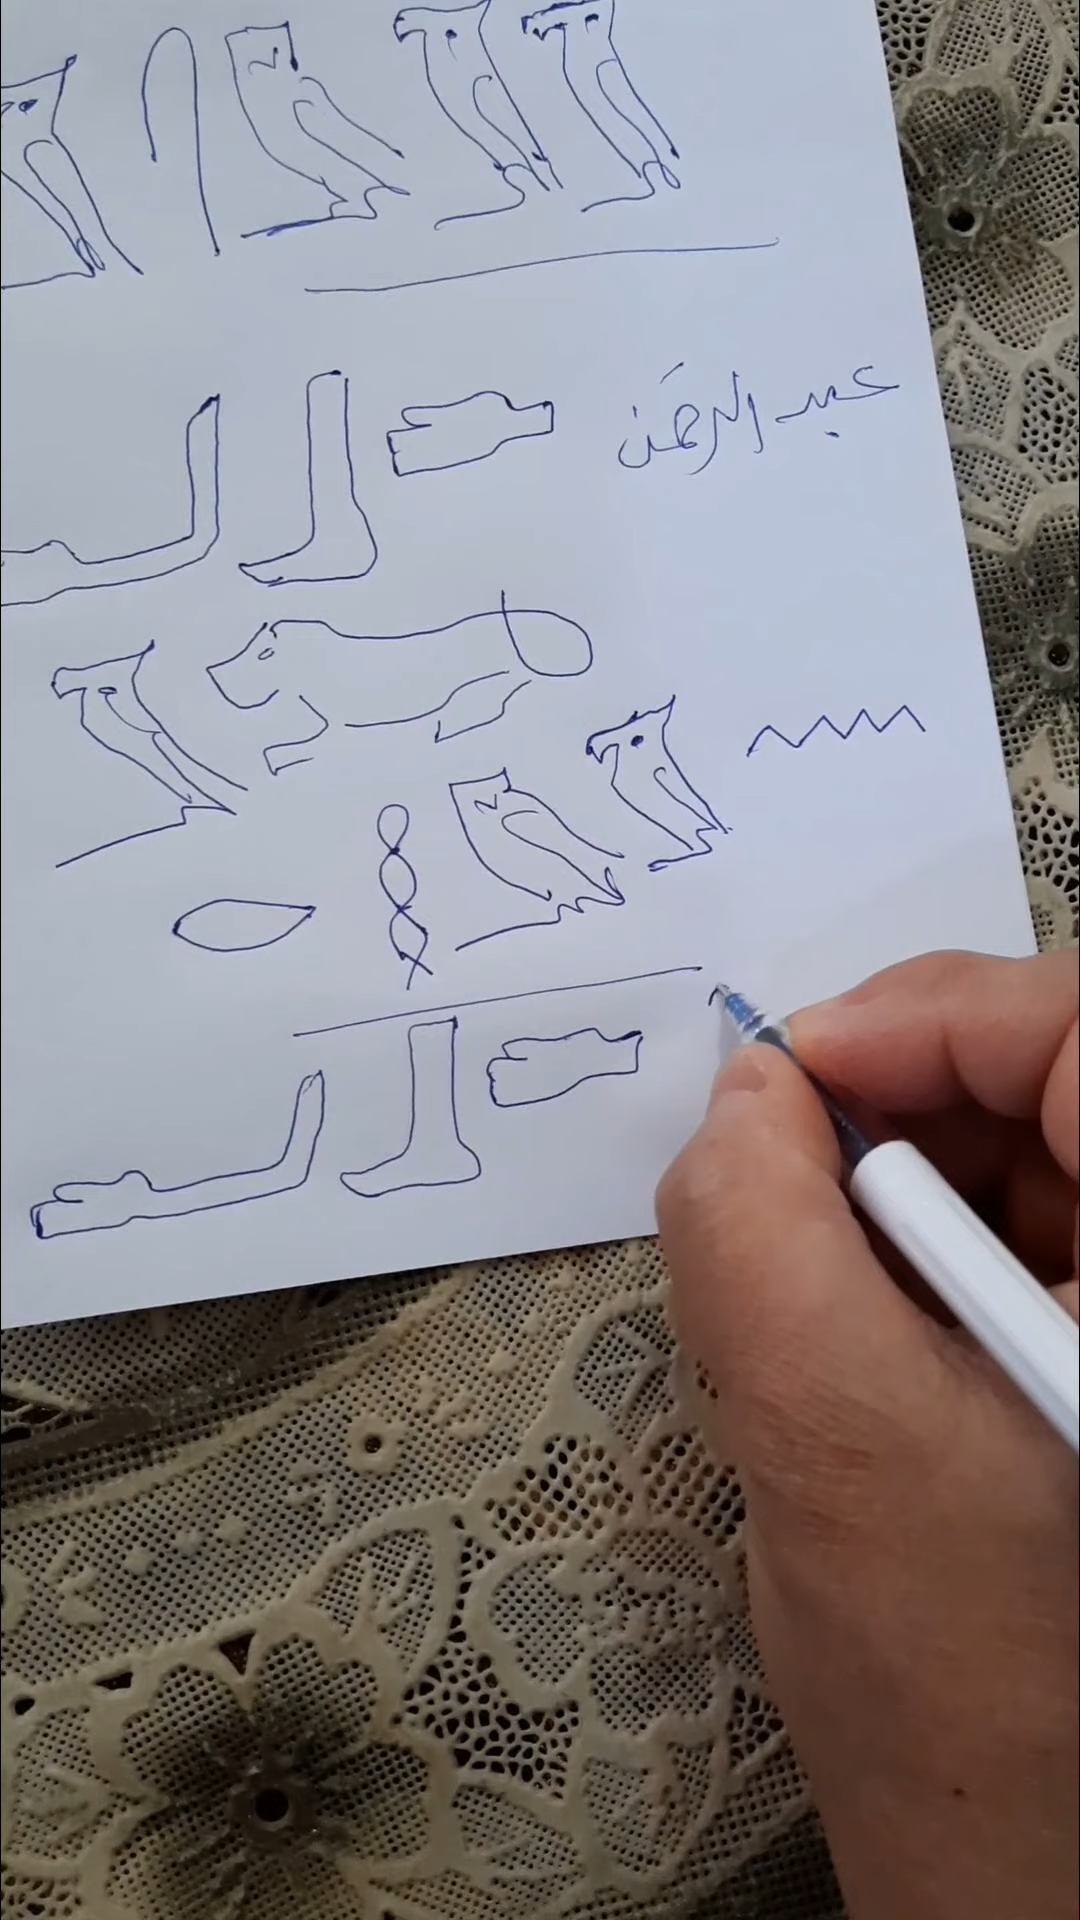 𓄿 𓋴 𓅓 𓄿 𓄿
𓂝 𓃀 𓂧 عبد الرحمن
𓄿 𓃭
𓂋 𓎛 𓅓 𓄿 𓈖
𓂝 𓃀 𓂧